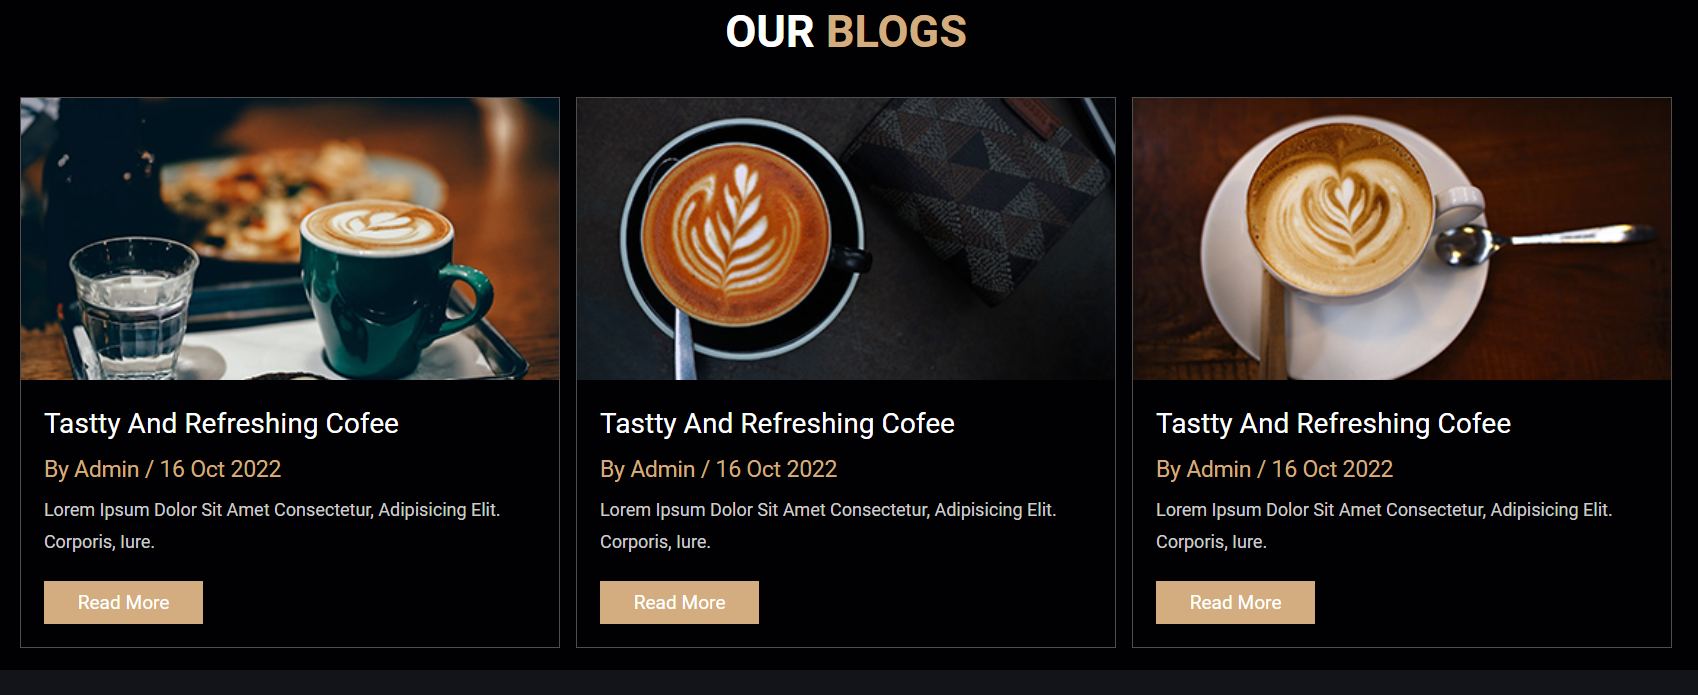 OUR BLOGS
Tastty And Refreshing Cofee
By Admin / 16 Oct 2022
Lorem Ipsum Dolor Sit Amet Consectetur, Adipisicing Elit.
Corporis, Iure.
Read More
Tastty And Refreshing Cofee
By Admin / 16 Oct 2022
Lorem Ipsum Dolor Sit Amet Consectetur, Adipisicing Elit.
Corporis, Iure.
Read More
Tastty And Refreshing Cofee
By Admin / 16 Oct 2022
Lorem Ipsum Dolor Sit Amet Consectetur, Adipisicing Elit.
Corporis, Iure.
Read More